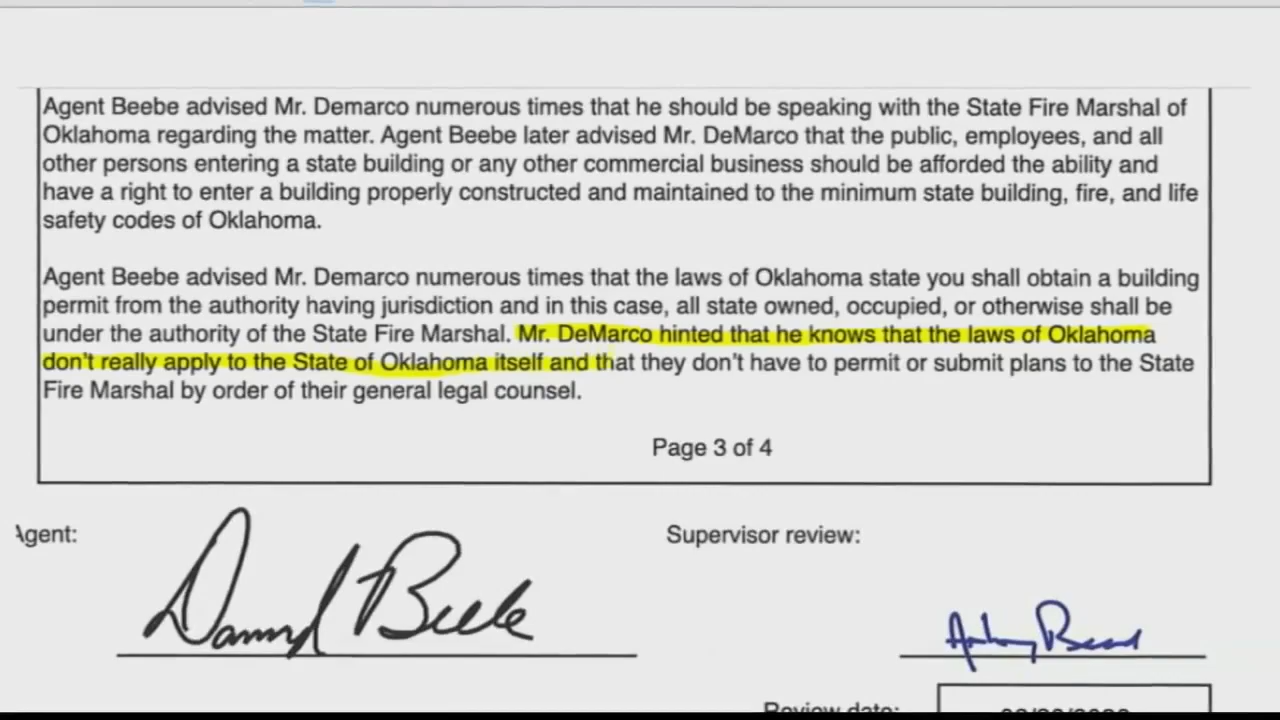 Agent Beebe advised Mr. Demarco numerous times that he should be speaking with the State Fire Marshal of
Oklahoma regarding the matter. Agent Beebe later advised Mr. DeMarco that the public, employees, and all
other persons entering a state building or any other commercial business should be afforded the ability and
have a right to enter a building properly constructed and maintained to the minimum state building, fire, and life
safety codes of Oklahoma.
Agent Beebe advised Mr. Demarco numerous times that the laws of Oklahoma state you shall obtain a building
permit from the authority having jurisdiction and in this case, all state owned, occupied, or otherwise shall be
under the authority of the State Fire Marshal. Mr. DeMarco hinted that he knows that the laws of Oklahoma
don't really apply to the State of Oklahoma itself and that they don't have to permit or submit plans to the State
Fire Marshal by order of their general legal counsel.
Page 3 of 4
Agent:
Supervisor review:
Beebe
Anthony
Review date: